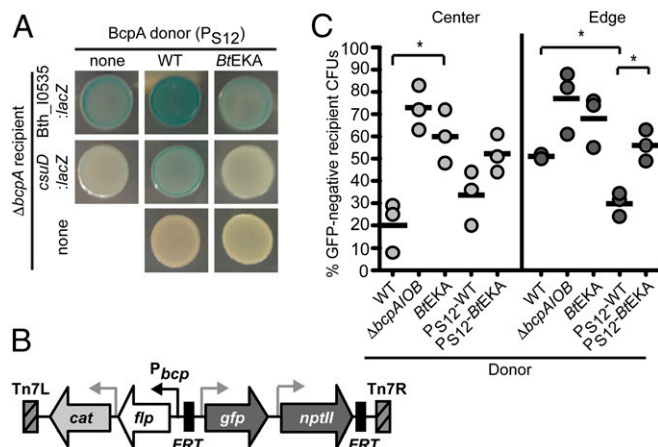 A
BcpA donor (PS12)
none WT BtEKA
ΔbcpA recipient
Bth_I0535 :lacZ
csuD :lacZ
none
B
Tn7L Pbcp Tn7R
cat flp gfp nptII
FRT FRT
C
Center Edge
* * *
% GFP-negative recipient CFUs
100
90
80
70
60
50
40
30
20
10
0
WT ΔbcpAIOB BtEKA PS12-WT PS12-BtEKA WT ΔbcpAIOB BtEKA PS12-WT PS12-BtEKA
Donor